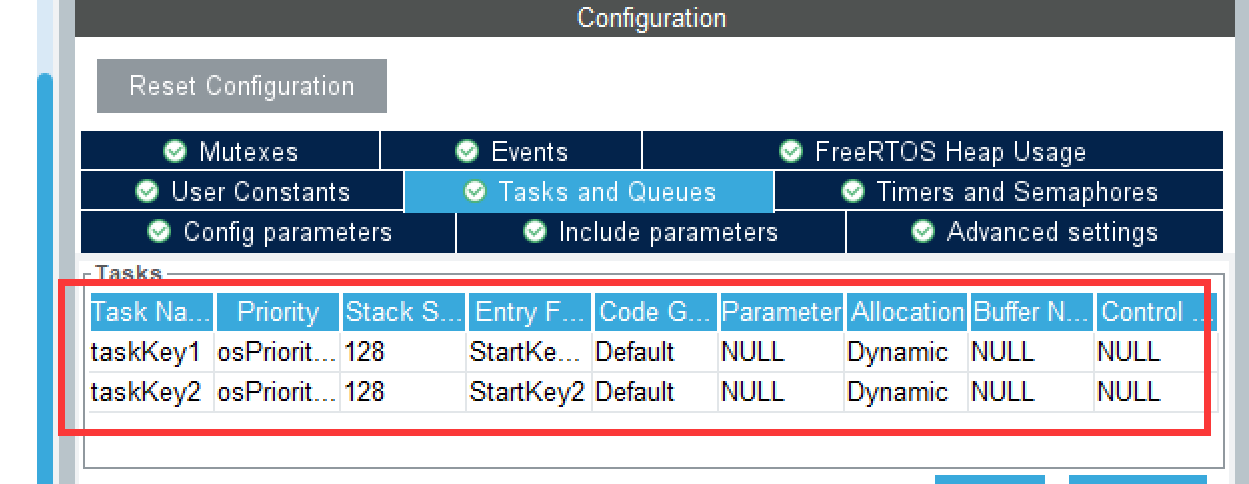 Configuration
Reset Configuration
Mutexes Events FreeRTOS Heap Usage
User Constants Tasks and Queues Timers and Semaphores
Config parameters Include parameters Advanced settings
Tasks
Task Na... Priority Stack S... Entry F... Code G... Parameter Allocation Buffer N... Control ...
taskKey1 osPriorit... 128 StartKe... Default NULL Dynamic NULL NULL
taskKey2 osPriorit... 128 StartKey2 Default NULL Dynamic NULL NULL